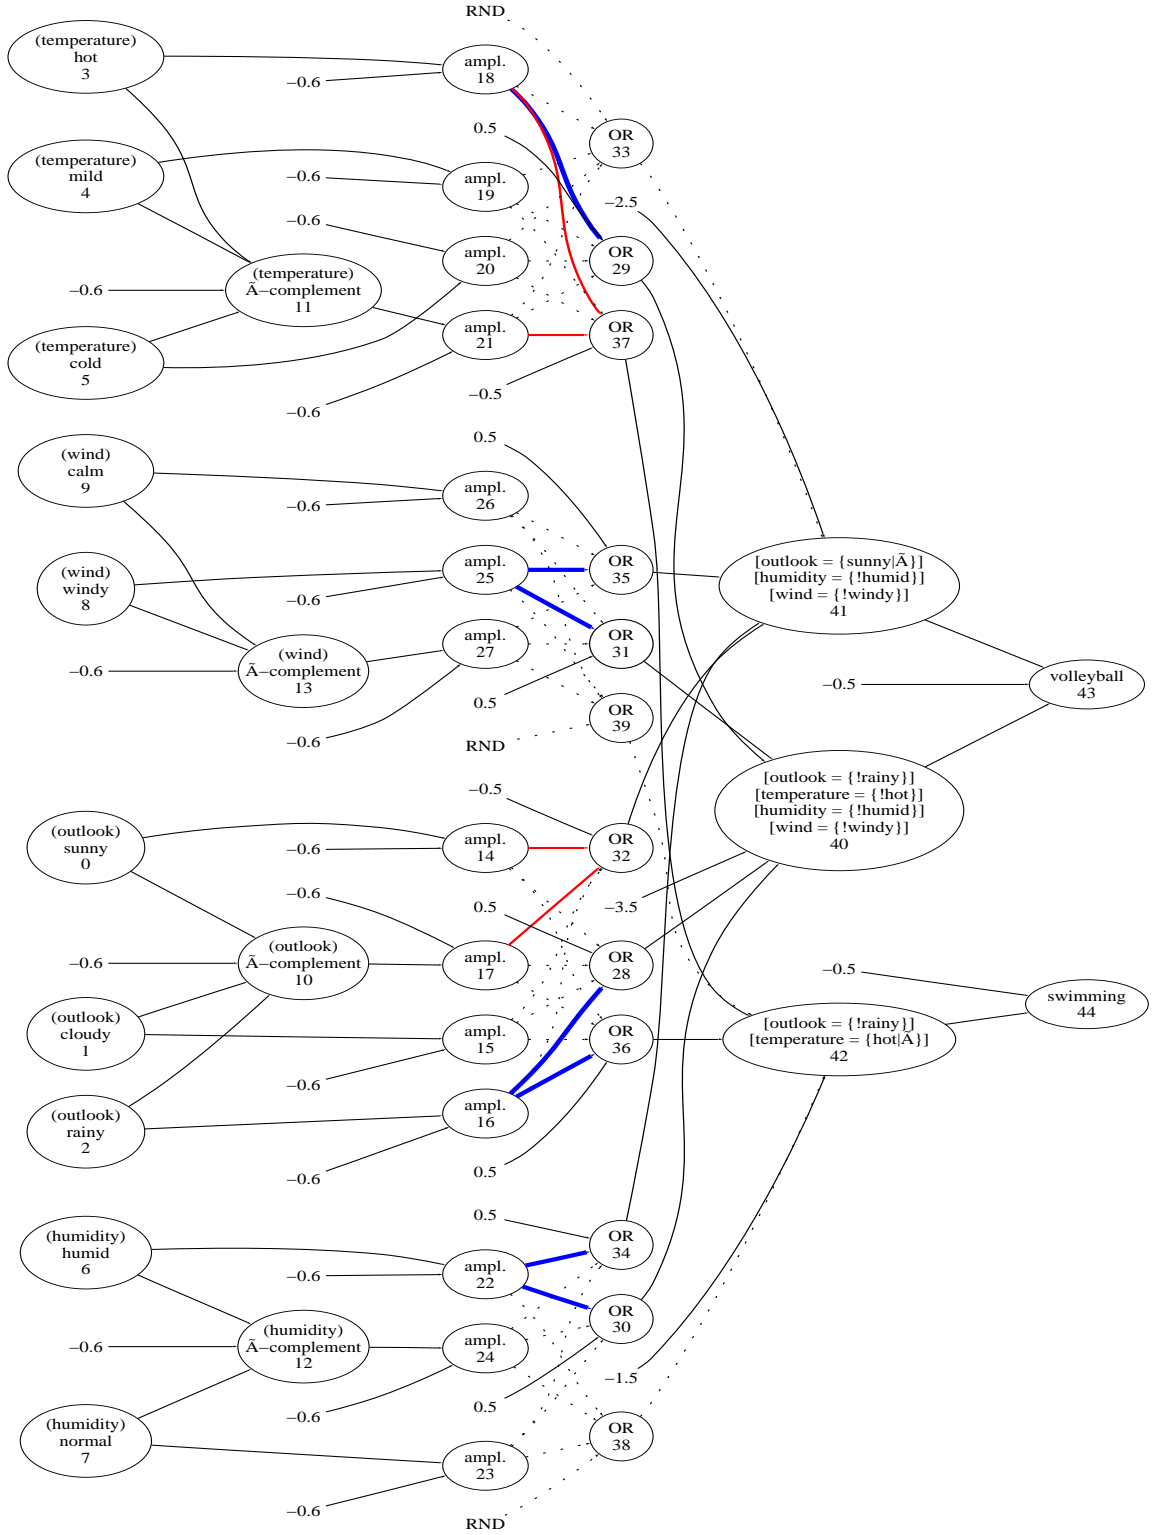 RND
(temperature)
hot
3
ampl.
18
−0.6
0.5
OR
33
(temperature)
mild
4
−0.6
ampl.
19
−2.5
−0.6
ampl.
20
OR
29
(temperature)
Ã−complement
11
−0.6
ampl.
21
OR
37
(temperature)
cold
5
−0.5
−0.6
0.5
(wind)
calm
9
ampl.
26
−0.6
(wind)
windy
8
ampl.
25
−0.6
OR
35
[outlook = {sunny|Ã}]
[humidity = {!humid}]
[wind = {!windy}]
41
ampl.
27
OR
31
(wind)
Ã−complement
13
−0.6
−0.5
volleyball
43
0.5
OR
39
−0.6
RND
−0.5
[outlook = {!rainy}]
[temperature = {!hot}]
[humidity = {!humid}]
[wind = {!windy}]
40
(outlook)
sunny
0
−0.6
ampl.
14
OR
32
−0.6
0.5
−3.5
(outlook)
Ã−complement
10
−0.6
ampl.
17
OR
28
−0.5
swimming
44
(outlook)
cloudy
1
ampl.
15
OR
36
[outlook = {!rainy}]
[temperature = {hot|Ã}]
42
−0.6
ampl.
16
(outlook)
rainy
2
−0.6
0.5
0.5
OR
34
(humidity)
humid
6
−0.6
ampl.
22
OR
30
(humidity)
Ã−complement
12
−0.6
ampl.
24
−1.5
−0.6
0.5
(humidity)
normal
7
OR
38
ampl.
23
−0.6
RND